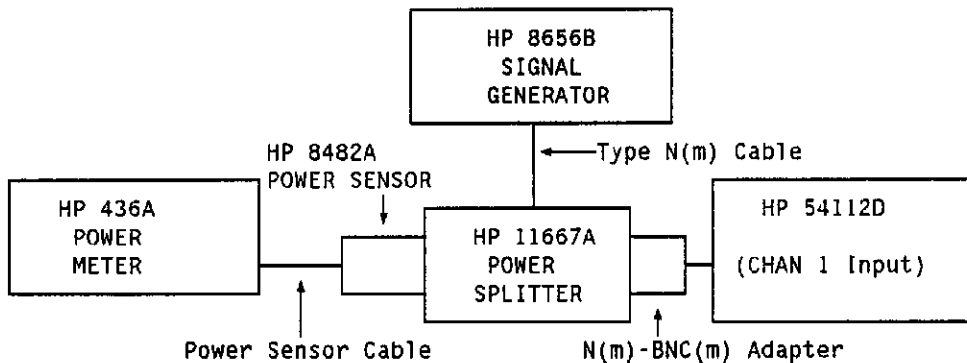 HP 8656B
SIGNAL
GENERATOR
HP 8482A
POWER SENSOR
Type N(m) Cable
HP 436A
POWER
METER
HP 11667A
POWER
SPLITTER
HP 54112D
(CHAN 1 Input)
Power Sensor Cable
N(m)-BNC(m) Adapter